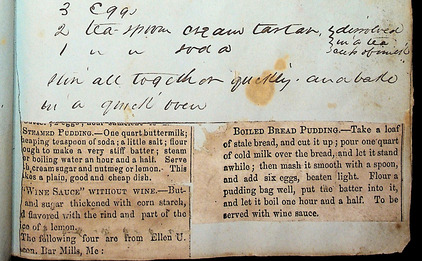 3 Eggs
2 tea-spoon cream tartar, } dissolved
1 " " soda } in a tea
cup of milk
stir all together quickly. and bake
in a quick oven
STEAMED PUDDING.—One quart buttermilk;
heaping teaspoon of soda; a little salt; flour
ough to make a very stiff batter; steam
or boiling water an hour and a half. Serve
h cream sugar and nutmeg or lemon. This
es a plain, good and cheap dish.
"WINE SAUCE" WITHOUT WINE.—But-
and sugar thickened with corn starch,
d flavored with the rind and part of the
ce of a lemon.
The following four are from Ellen U.
con. Bar Mills, Me:
BOILED BREAD PUDDING.—Take a loaf
of stale bread, and cut it up; pour one quart
of cold milk over the bread, and let it stand
awhile; then mash it smooth with a spoon,
and add six eggs, beaten light. Flour a
pudding bag well, put the batter into it,
and let it boil one hour and a half. To be
served with wine sauce.